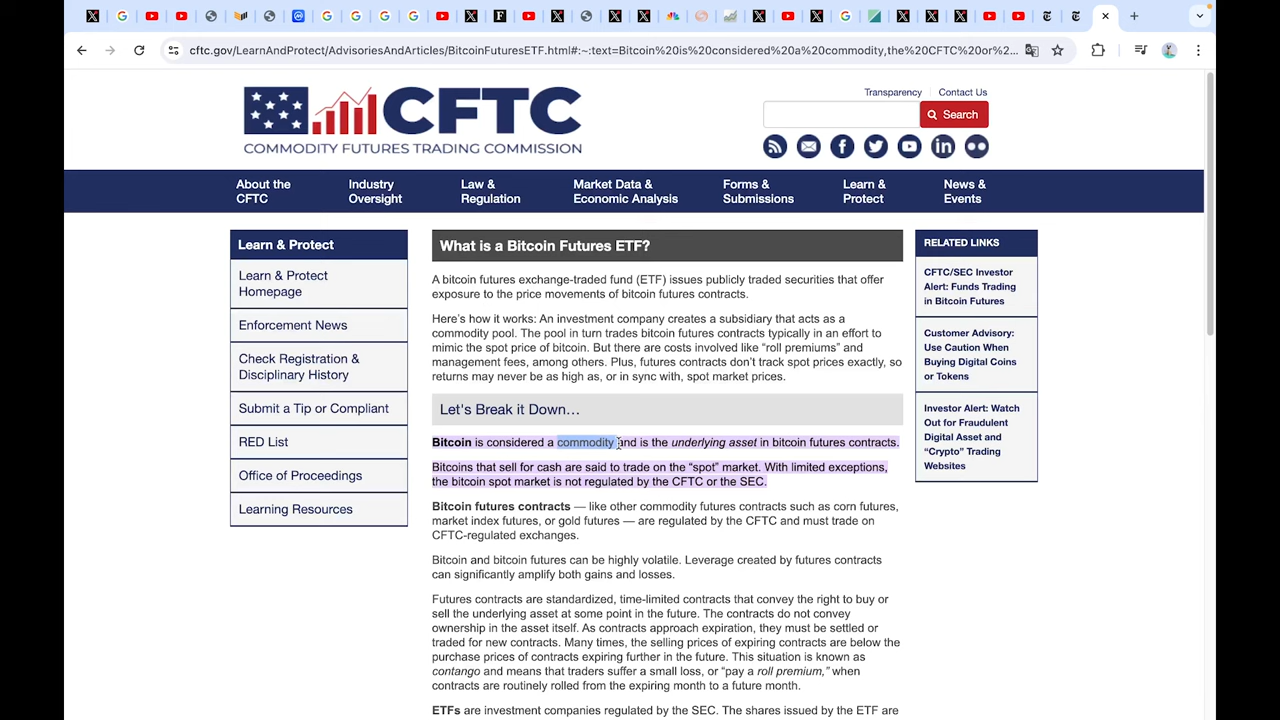 cftc.gov/LearnAndProtect/AdvisoriesAndArticles/BitcoinFuturesETF.html#:~:text=Bitcoin%20is%20considered%20a%20commodity,the%20CFTC%20or%...
Transparency
Contact Us
CFTC
COMMODITY FUTURES TRADING COMMISSION
Search
About the
CFTC
Industry
Oversight
Law &
Regulation
Market Data &
Economic Analysis
Forms &
Submissions
Learn &
Protect
News &
Events
Learn & Protect
Learn & Protect
Homepage
Enforcement News
Check Registration &
Disciplinary History
Submit a Tip or Compliant
RED List
Office of Proceedings
Learning Resources
What is a Bitcoin Futures ETF?
A bitcoin futures exchange-traded fund (ETF) issues publicly traded securities that offer
exposure to the price movements of bitcoin futures contracts.
Here’s how it works: An investment company creates a subsidiary that acts as a
commodity pool. The pool in turn trades bitcoin futures contracts typically in an effort to
mimic the spot price of bitcoin. But there are costs involved like “roll premiums” and
management fees, among others. Plus, futures contracts don’t track spot prices exactly, so
returns may never be as high as, or in sync with, spot market prices.
Let's Break it Down…
Bitcoin is considered a commodity and is the underlying asset in bitcoin futures contracts.
Bitcoins that sell for cash are said to trade on the “spot” market. With limited exceptions,
the bitcoin spot market is not regulated by the CFTC or the SEC.
Bitcoin futures contracts — like other commodity futures contracts such as corn futures,
market index futures, or gold futures — are regulated by the CFTC and must trade on
CFTC-regulated exchanges.
Bitcoin and bitcoin futures can be highly volatile. Leverage created by futures contracts
can significantly amplify both gains and losses.
Futures contracts are standardized, time-limited contracts that convey the right to buy or
sell the underlying asset at some point in the future. The contracts do not convey
ownership in the asset itself. As contracts approach expiration, they must be settled or
traded for new contracts. Many times, the selling prices of expiring contracts are below the
purchase prices of contracts expiring further in the future. This situation is known as
contango and means that traders suffer a small loss, or “pay a roll premium,” when
contracts are routinely rolled from the expiring month to a future month.
ETFs are investment companies regulated by the SEC. The shares issued by the ETF are
RELATED LINKS
CFTC/SEC Investor
Alert: Funds Trading
in Bitcoin Futures
Customer Advisory:
Use Caution When
Buying Digital Coins
or Tokens
Investor Alert: Watch
Out for Fraudulent
Digital Asset and
“Crypto” Trading
Websites